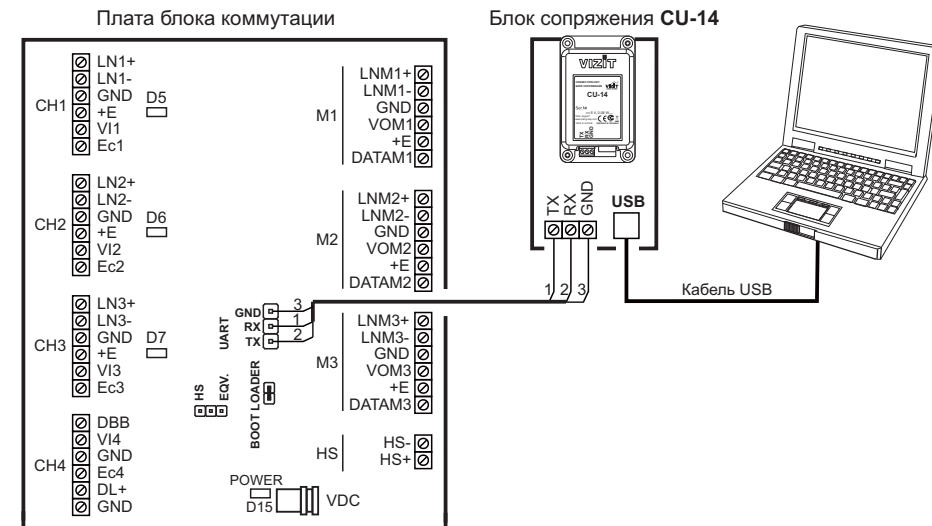 Плата блока коммутации
Блок сопряжения CU-14
CH1
LN1+
LN1-
GND
+E
VI1
Ec1
D5
CH2
LN2+
LN2-
GND
+E
VI2
Ec2
D6
CH3
LN3+
LN3-
GND
+E
VI3
Ec3
D7
CH4
DBB
VI4
GND
Ec4
DL+
GND
UART
GND
RX
TX
3
1
2
HS
EQV.
BOOT LOADER
POWER
D15
VDC
M1
LNM1+
LNM1-
GND
VOM1
+E
DATAM1
M2
LNM2+
LNM2-
GND
VOM2
+E
DATAM2
M3
LNM3+
LNM3-
GND
VOM3
+E
DATAM3
HS
HS-
HS+
VIZIT
VIZIT
CU-14
TX
RX
GND
TX
RX
GND
USB
1 2 3
Кабель USB